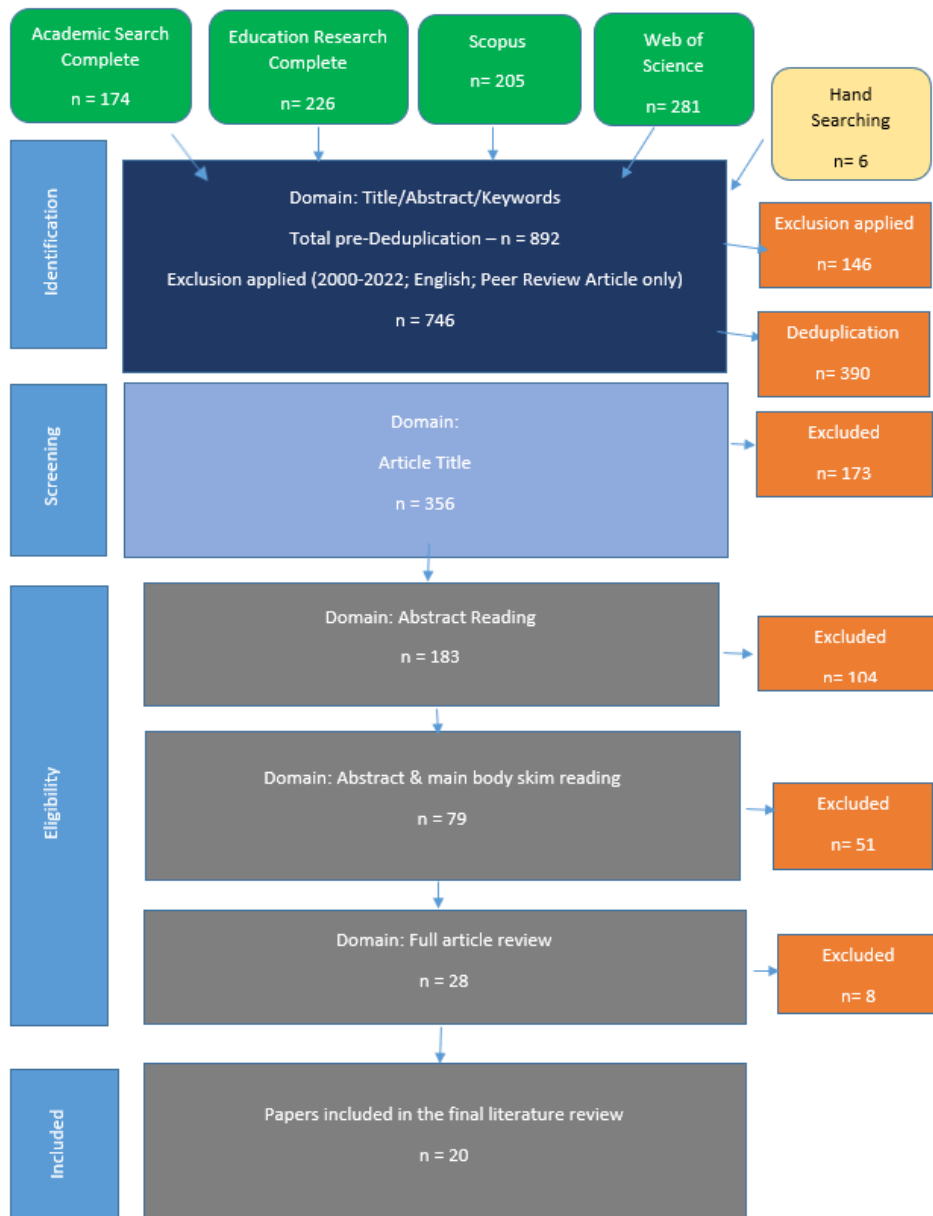 Academic Search
Complete
n = 174
Education Research
Complete
n= 226
Scopus
n= 205
Web of
Science
n= 281
Hand
Searching
n= 6
Identification
Domain: Title/Abstract/Keywords
Total pre-Deduplication – n = 892
Exclusion applied (2000-2022; English; Peer Review Article only)
n = 746
Exclusion applied
n= 146
Deduplication
n= 390
Screening
Domain:
Article Title
n = 356
Excluded
n= 173
Eligibility
Domain: Abstract Reading
n = 183
Excluded
n= 104
Domain: Abstract & main body skim reading
n = 79
Excluded
n= 51
Domain: Full article review
n = 28
Excluded
n= 8
Included
Papers included in the final literature review
n = 20